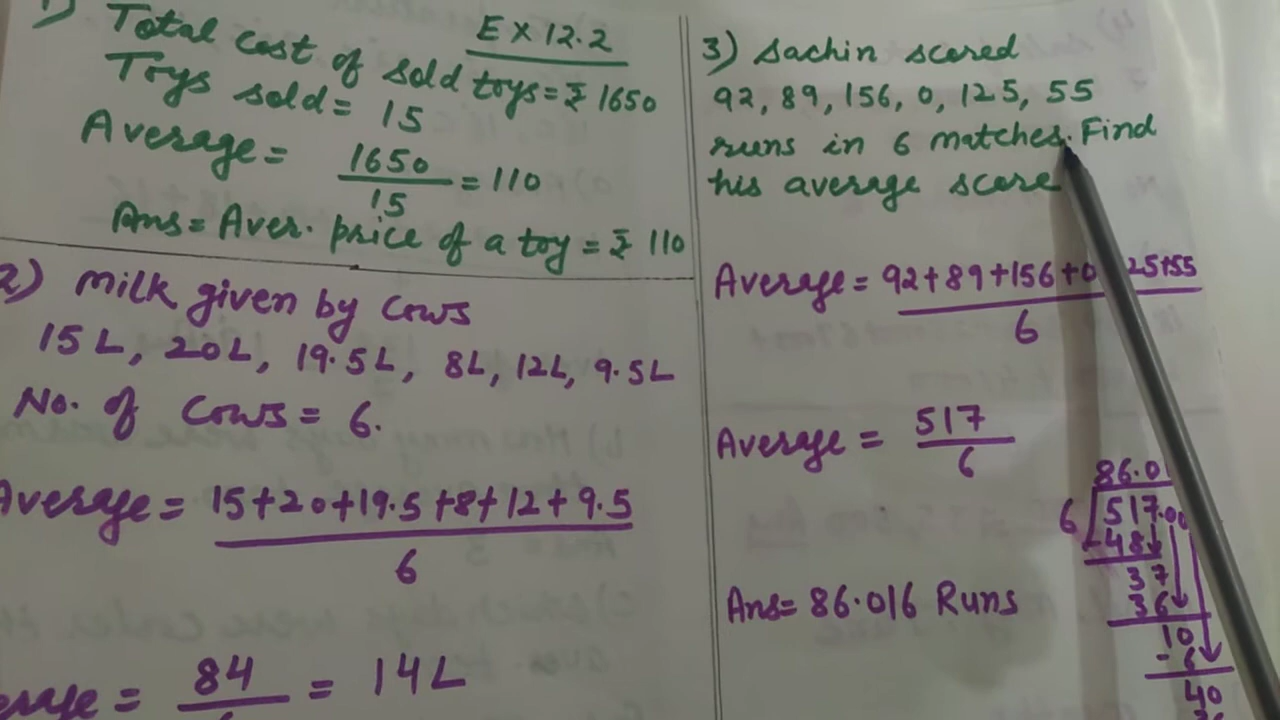 1)
EX 12.2
Total cost of sold toys = ₹ 1650
Toys sold = 15
Average = 1650
15
= 110
Ans = Aver. price of a toy = ₹ 110
2) Milk given by Cows
15 L, 20L, 19.5L, 8L, 12L, 9.5L
No. of Cows = 6.
Average = 15+20+19.5+8+12+9.5
6
84
= 14L
3) Sachin scored
92, 89, 156, 0, 125, 55
runs in 6 matches. Find
his average score
Average = 92+89+156+0 25+55
6
Average = 517
6
Ans = 86.016 Runs
86.01
6 517.00
-48
37
36
10
-6
40